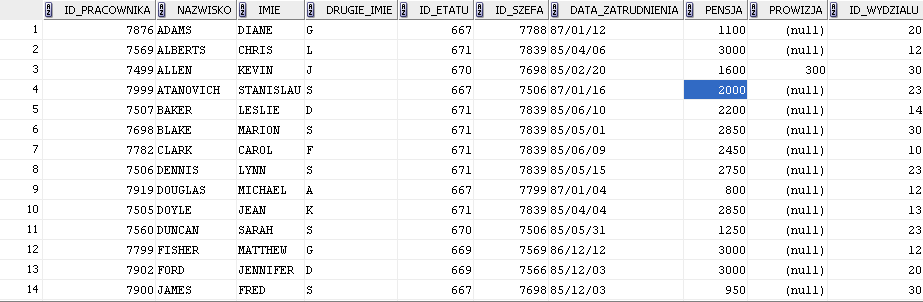 ID_PRACOWNIKA NAZWISKO IMIE DRUGIE_IMIE ID_ETATU ID_SZEFA DATA_ZATRUDNIENIA PENSJA PROWIZJA ID_WYDZIALU
1 7876 ADAMS DIANE G 667 7788 87/01/12 1100 (null) 20
2 7569 ALBERTS CHRIS L 671 7839 85/04/06 3000 (null) 12
3 7499 ALLEN KEVIN J 670 7698 85/02/20 1600 300 30
4 7999 ATANOVICH STANISLAU S 667 7506 87/01/16 2000 (null) 23
5 7507 BAKER LESLIE D 671 7839 85/06/10 2200 (null) 14
6 7698 BLAKE MARION S 671 7839 85/05/01 2850 (null) 30
7 7782 CLARK CAROL F 671 7839 85/06/09 2450 (null) 10
8 7506 DENNIS LYNN S 671 7839 85/05/15 2750 (null) 23
9 7919 DOUGLAS MICHAEL A 667 7799 87/01/04 800 (null) 12
10 7505 DOYLE JEAN K 671 7839 85/04/04 2850 (null) 13
11 7560 DUNCAN SARAH S 670 7506 85/05/31 1250 (null) 23
12 7799 FISHER MATTHEW G 669 7569 86/12/12 3000 (null) 12
13 7902 FORD JENNIFER D 669 7566 85/12/03 3000 (null) 20
14 7900 JAMES FRED S 667 7698 85/12/03 950 (null) 30